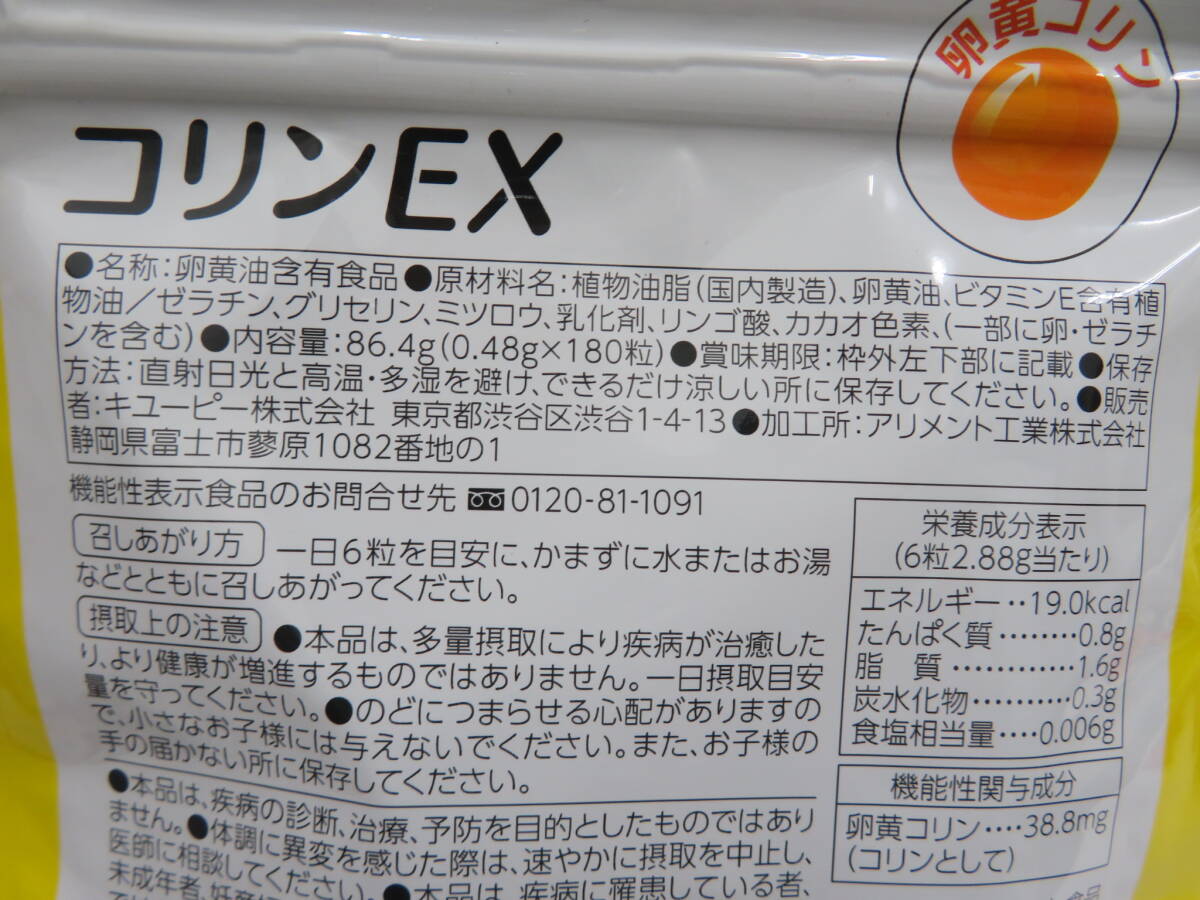 卵黄コリン
コリンEX
●名称:卵黄油含有食品●原材料名:植物油脂(国内製造)、卵黄油、ビタミンE含有植
物油/ゼラチン、グリセリン、ミツロウ、乳化剤、リンゴ酸、カカオ色素、(一部に卵・ゼラチ
ンを含む)●内容量:86.4g(0.48g×180粒)●賞味期限:枠外左下部に記載●保存
方法:直射日光と高温・多湿を避け、できるだけ涼しい所に保存してください。●販売
者:キユーピー株式会社 東京都渋谷区渋谷1-4-13●加工所:アリメント工業株式会社
静岡県富士市蓼原1082番地の1
機能性表示食品のお問合せ先 0120-81-1091
召しあがり方 一日6粒を目安に、かまずに水またはお湯
などとともに召しあがってください。
摂取上の注意 ●本品は、多量摂取により疾病が治癒した
り、より健康が増進するものではありません。一日摂取目安
量を守ってください。●のどにつまらせる心配がありますの
で、小さなお子様には与えないでください。また、お子様の
手の届かない所に保存してください。
●本品は、疾病の診断、治療、予防を目的としたものではあり
ません。●体調に異変を感じた際は、速やかに摂取を中止し、
医師に相談してください。●本品は、疾病に罹患している者、
未成年者、妊産
栄養成分表示
(6粒2.88g当たり)
エネルギー‥19.0kcal
たんぱく質‥‥‥‥0.8g
脂 質‥‥‥‥‥1.6g
炭水化物‥‥‥‥‥0.3g
食塩相当量‥‥0.006g
機能性関与成分
卵黄コリン‥‥38.8mg
(コリンとして)
食品